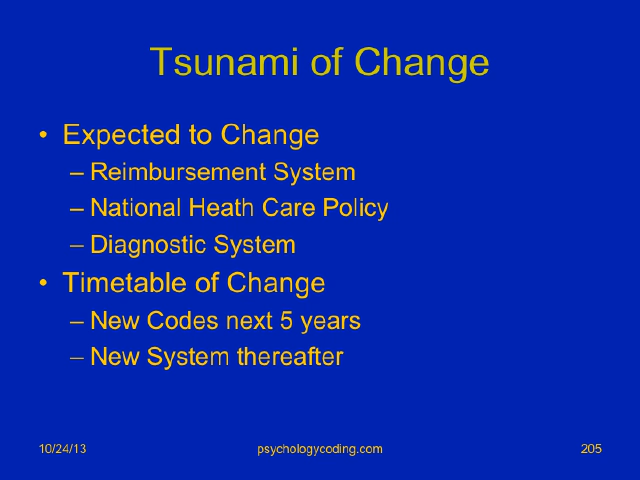 Tsunami of Change
• Expected to Change
– Reimbursement System
– National Heath Care Policy
– Diagnostic System
• Timetable of Change
– New Codes next 5 years
– New System thereafter
10/24/13 psychologycoding.com 205